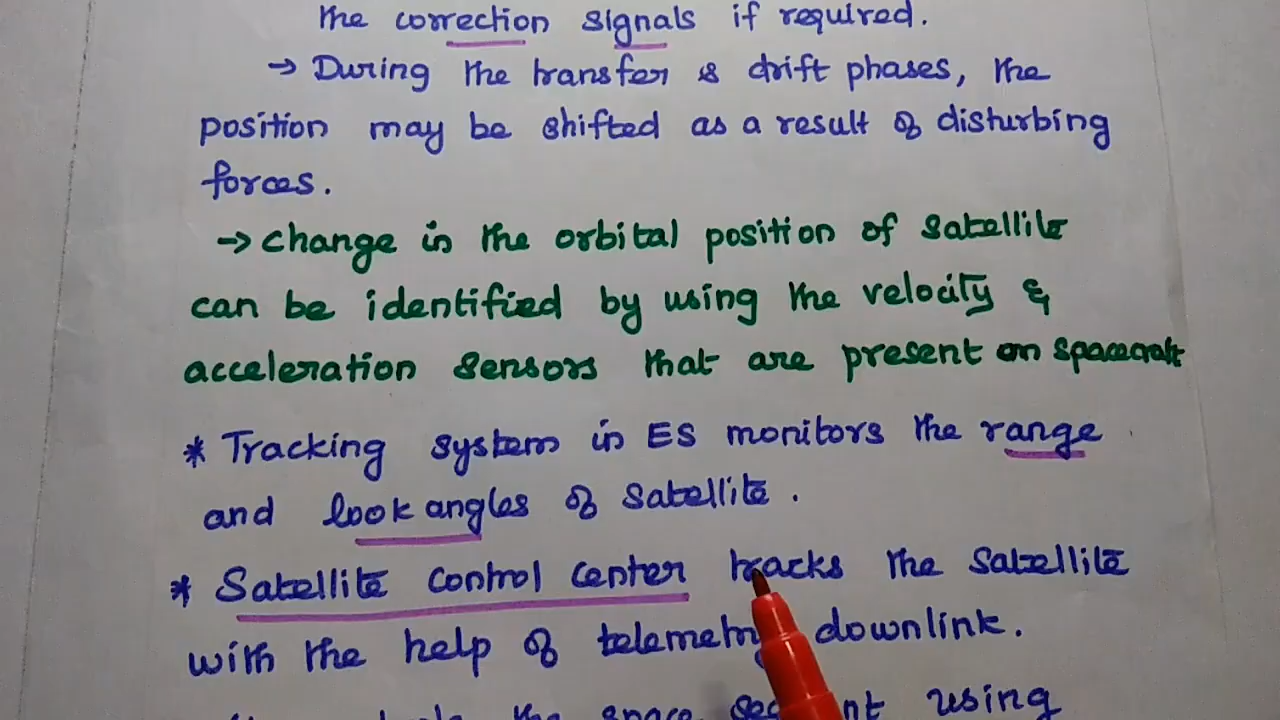 the correction signals if required.
→ During the transfer & drift phases, the
position may be shifted as a result of disturbing
forces.
→ change in the orbital position of satellite
can be identified by using the velocity &
acceleration sensors that are present on spacecraft
* Tracking system in ES monitors the range
and look angles of satellite.
* Satellite control center tracks the satellite
with the help of telemetry downlink.
the space using